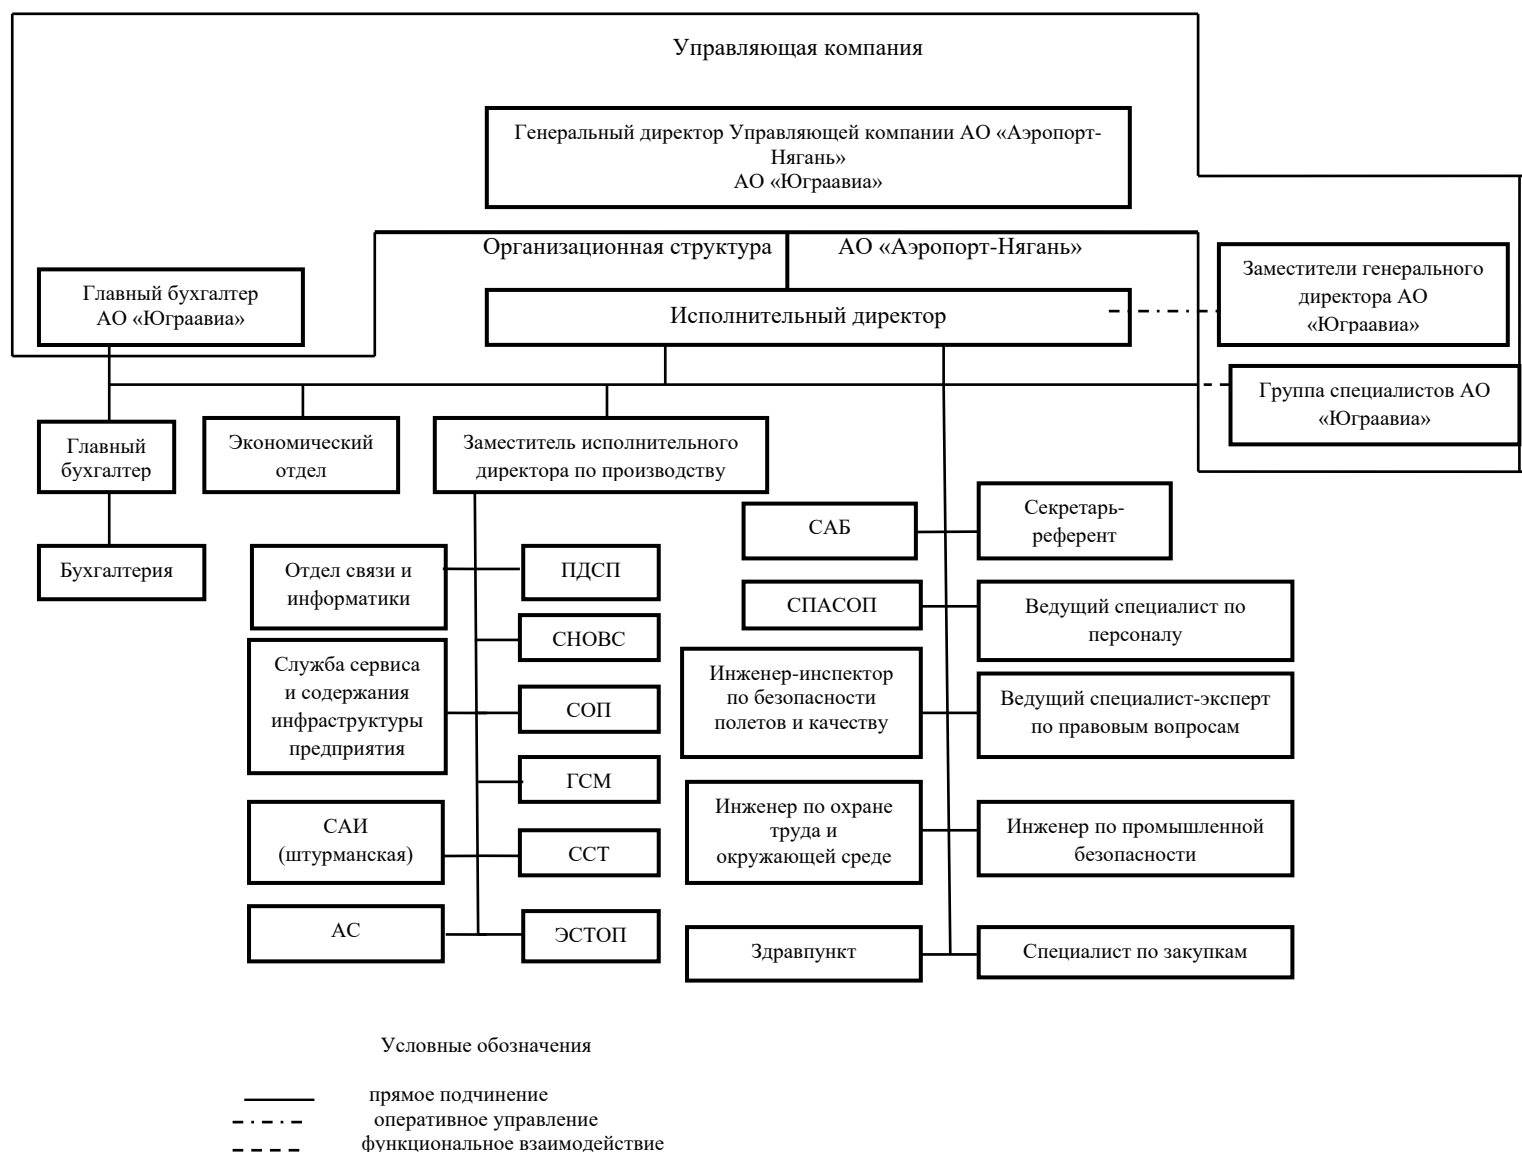 Управляющая компания
Генеральный директор Управляющей компании АО «Аэропорт-
Нягань»
АО «Юграавиа»
Организационная структура
АО «Аэропорт-Нягань»
Главный бухгалтер
АО «Юграавиа»
Исполнительный директор
Заместители генерального
директора АО
«Юграавиа»
Группа специалистов АО
«Юграавиа»
Главный
бухгалтер
Экономический
отдел
Заместитель исполнительного
директора по производству
Бухгалтерия
Отдел связи и
информатики
ПДСП
СНОВС
Служба сервиса
и содержания
инфраструктуры
предприятия
СОП
ГСМ
САИ
(штурманская)
ССТ
АС
ЭСТОП
САБ
Секретарь-
референт
СПАСОП
Ведущий специалист по
персоналу
Инженер-инспектор
по безопасности
полетов и качеству
Ведущий специалист-эксперт
по правовым вопросам
Инженер по охране
труда и
окружающей среде
Инженер по промышленной
безопасности
Здравпункт
Специалист по закупкам
Условные обозначения
прямое подчинение
оперативное управление
функциональное взаимодействие